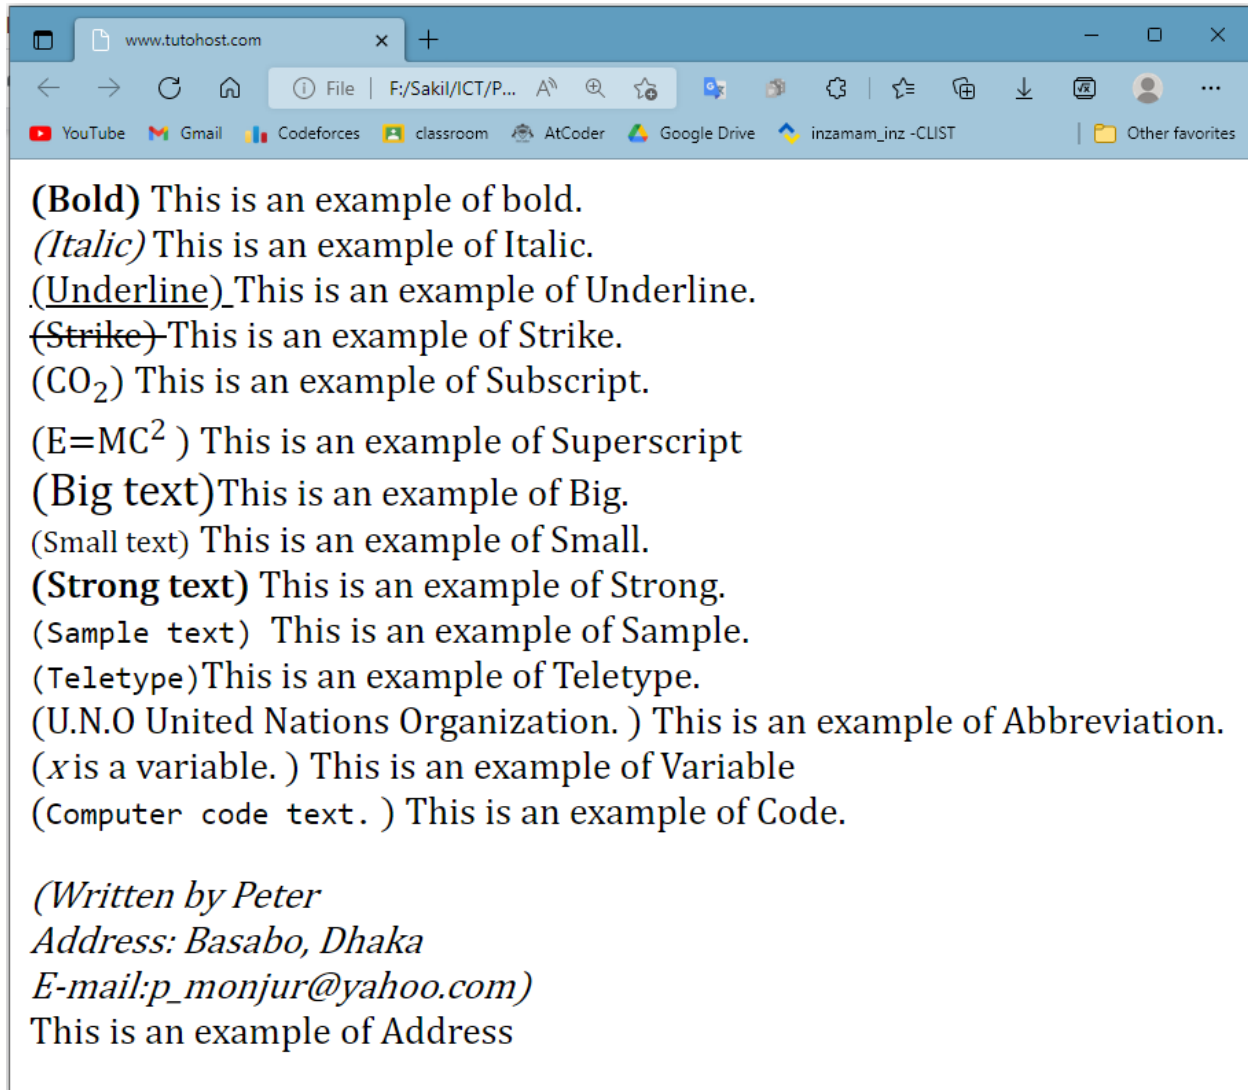 www.tutohost.com
File F:/Sakil/ICT/P...
YouTube Gmail Codeforces classroom AtCoder Google Drive inzamam_inz -CLIST Other favorites
(Bold) This is an example of bold.
(Italic) This is an example of Italic.
(Underline) This is an example of Underline.
(Strike) This is an example of Strike.
(CO₂) This is an example of Subscript.
(E=MC² ) This is an example of Superscript
(Big text)This is an example of Big.
(Small text) This is an example of Small.
(Strong text) This is an example of Strong.
(Sample text) This is an example of Sample.
(Teletype)This is an example of Teletype.
(U.N.O United Nations Organization. ) This is an example of Abbreviation.
(x is a variable. ) This is an example of Variable
(Computer code text. ) This is an example of Code.
(Written by Peter
Address: Basabo, Dhaka
E-mail:p_monjur@yahoo.com)
This is an example of Address